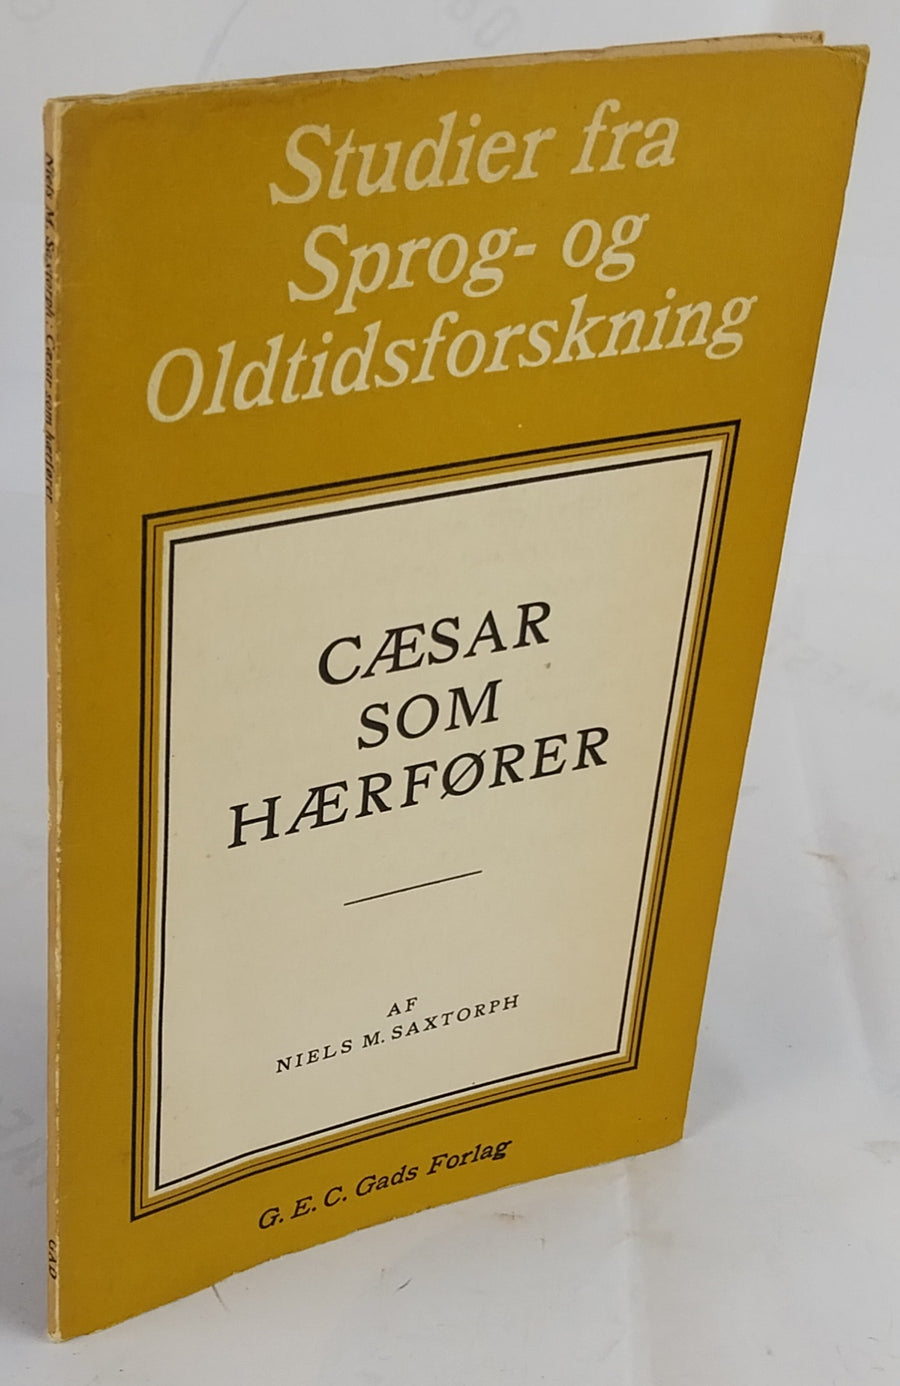 Studier fra
Sprog- og
Oldtidsforskning
CÆSAR
SOM
HÆRFØRER
AF
NIELS M. SAXTORPH
G. E. C. Gads Forlag
Niels M. Saxtorph: Cæsar som hærfører
GAD